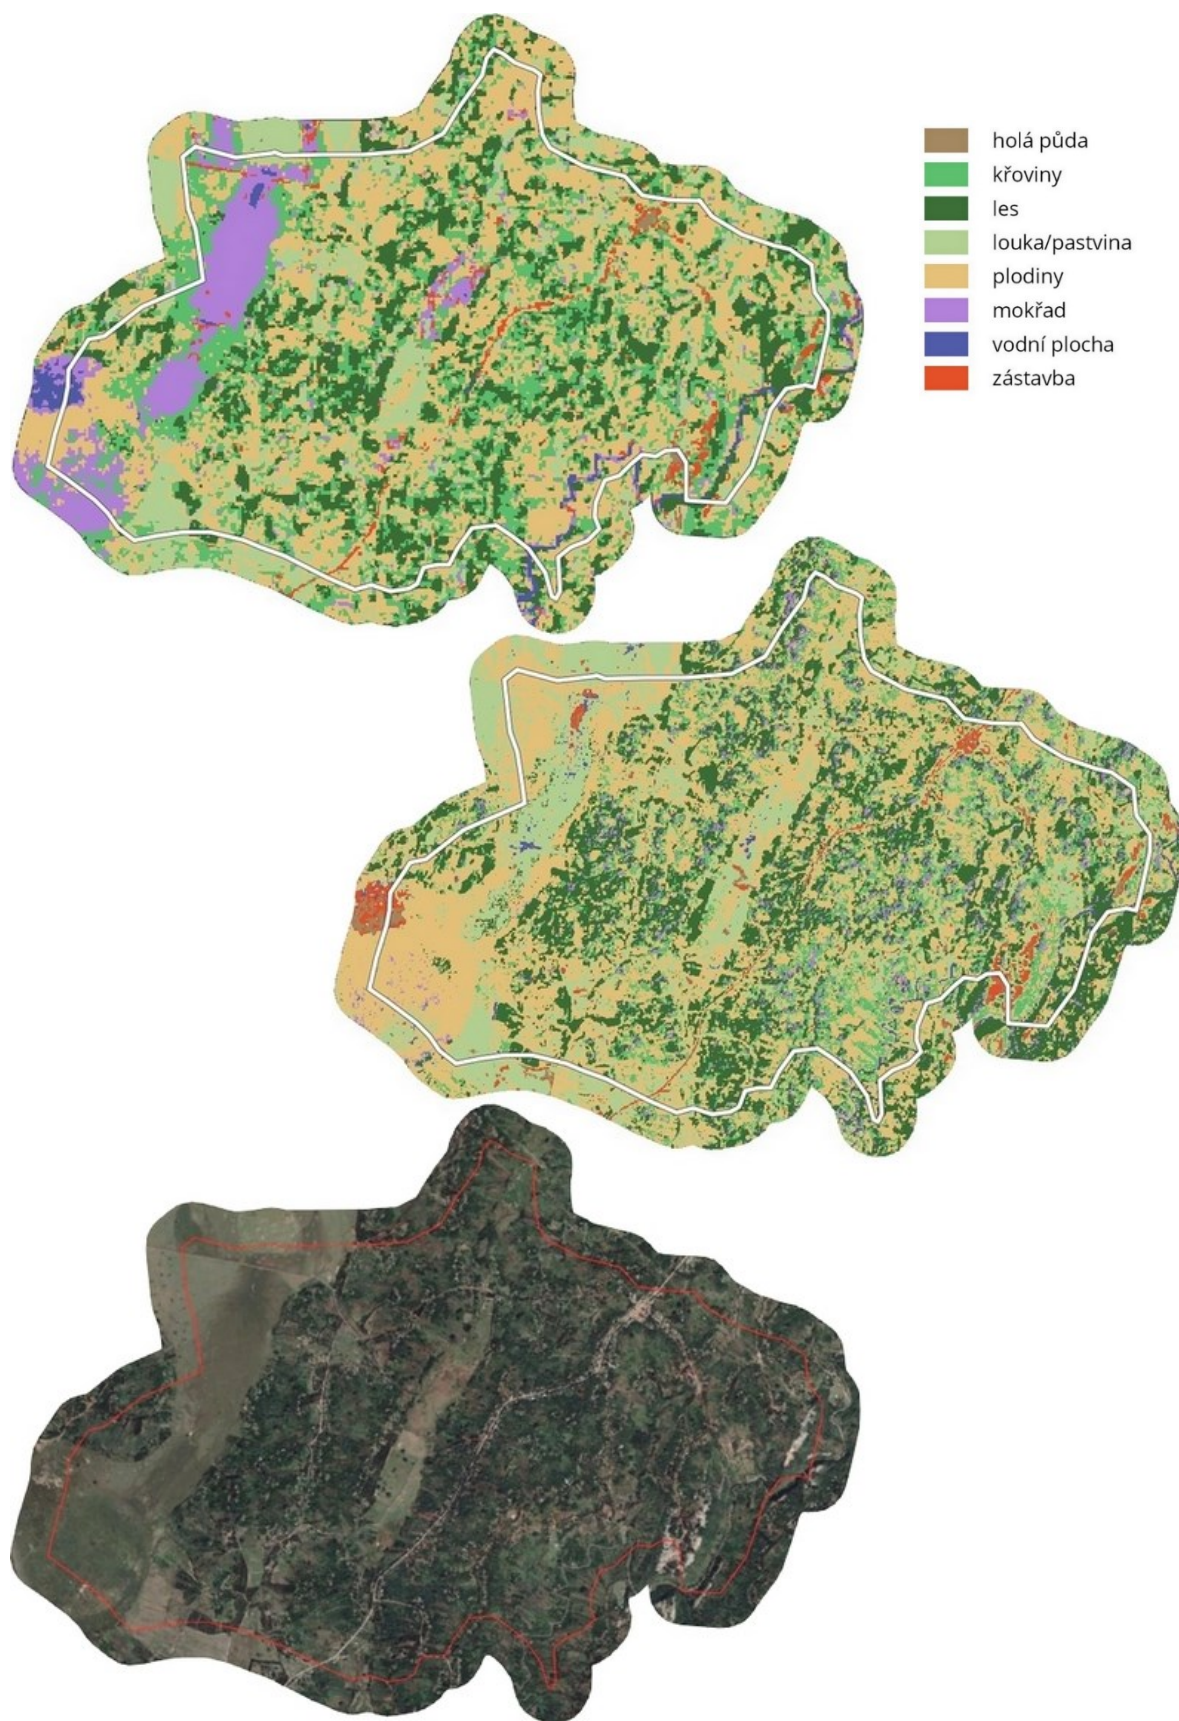 holá půda
křoviny
les
louka/pastvina
plodiny
mokřad
vodní plocha
zástavba